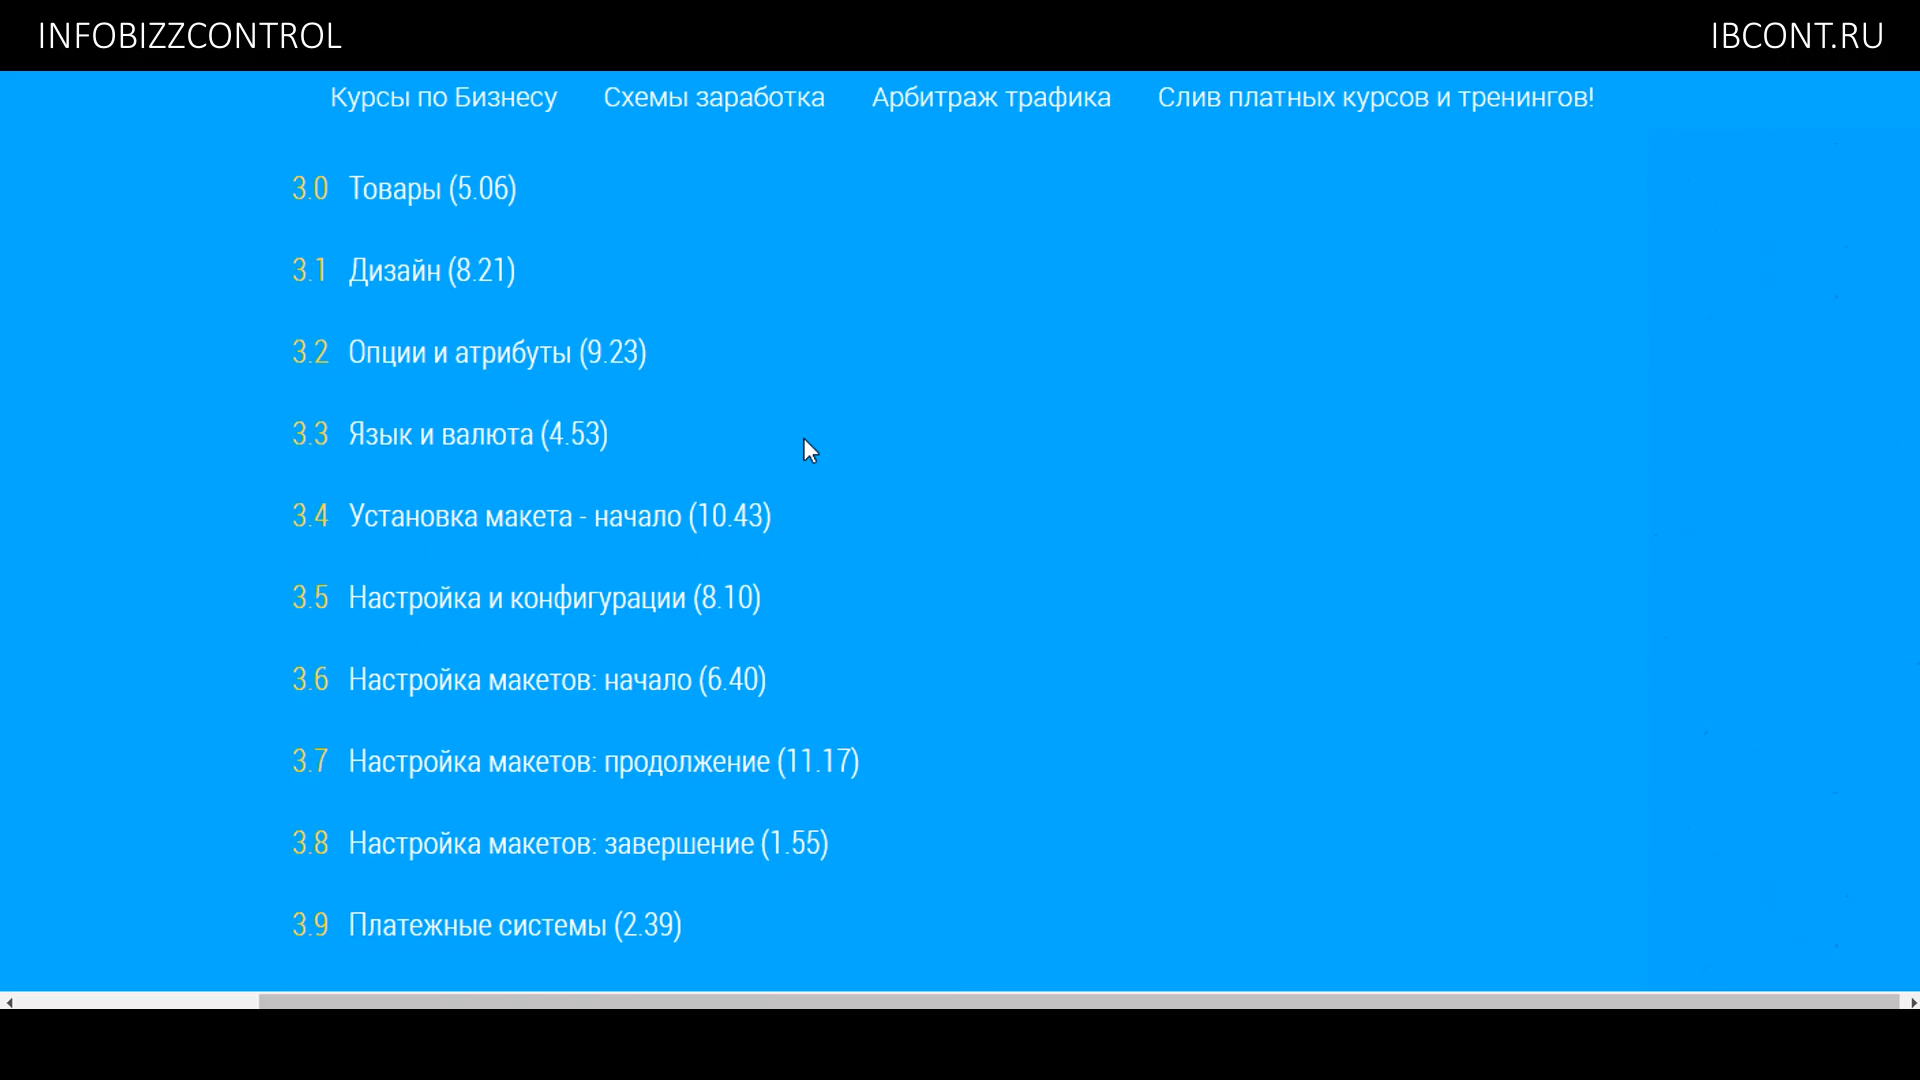 INFOBIZZCONTROL IBCONT.RU
Курсы по Бизнесу Схемы заработка Арбитраж трафика Слив платных курсов и тренингов!
3.0 Товары (5.06)
3.1 Дизайн (8.21)
3.2 Опции и атрибуты (9.23)
3.3 Язык и валюта (4.53)
3.4 Установка макета - начало (10.43)
3.5 Настройка и конфигурации (8.10)
3.6 Настройка макетов: начало (6.40)
3.7 Настройка макетов: продолжение (11.17)
3.8 Настройка макетов: завершение (1.55)
3.9 Платежные системы (2.39)